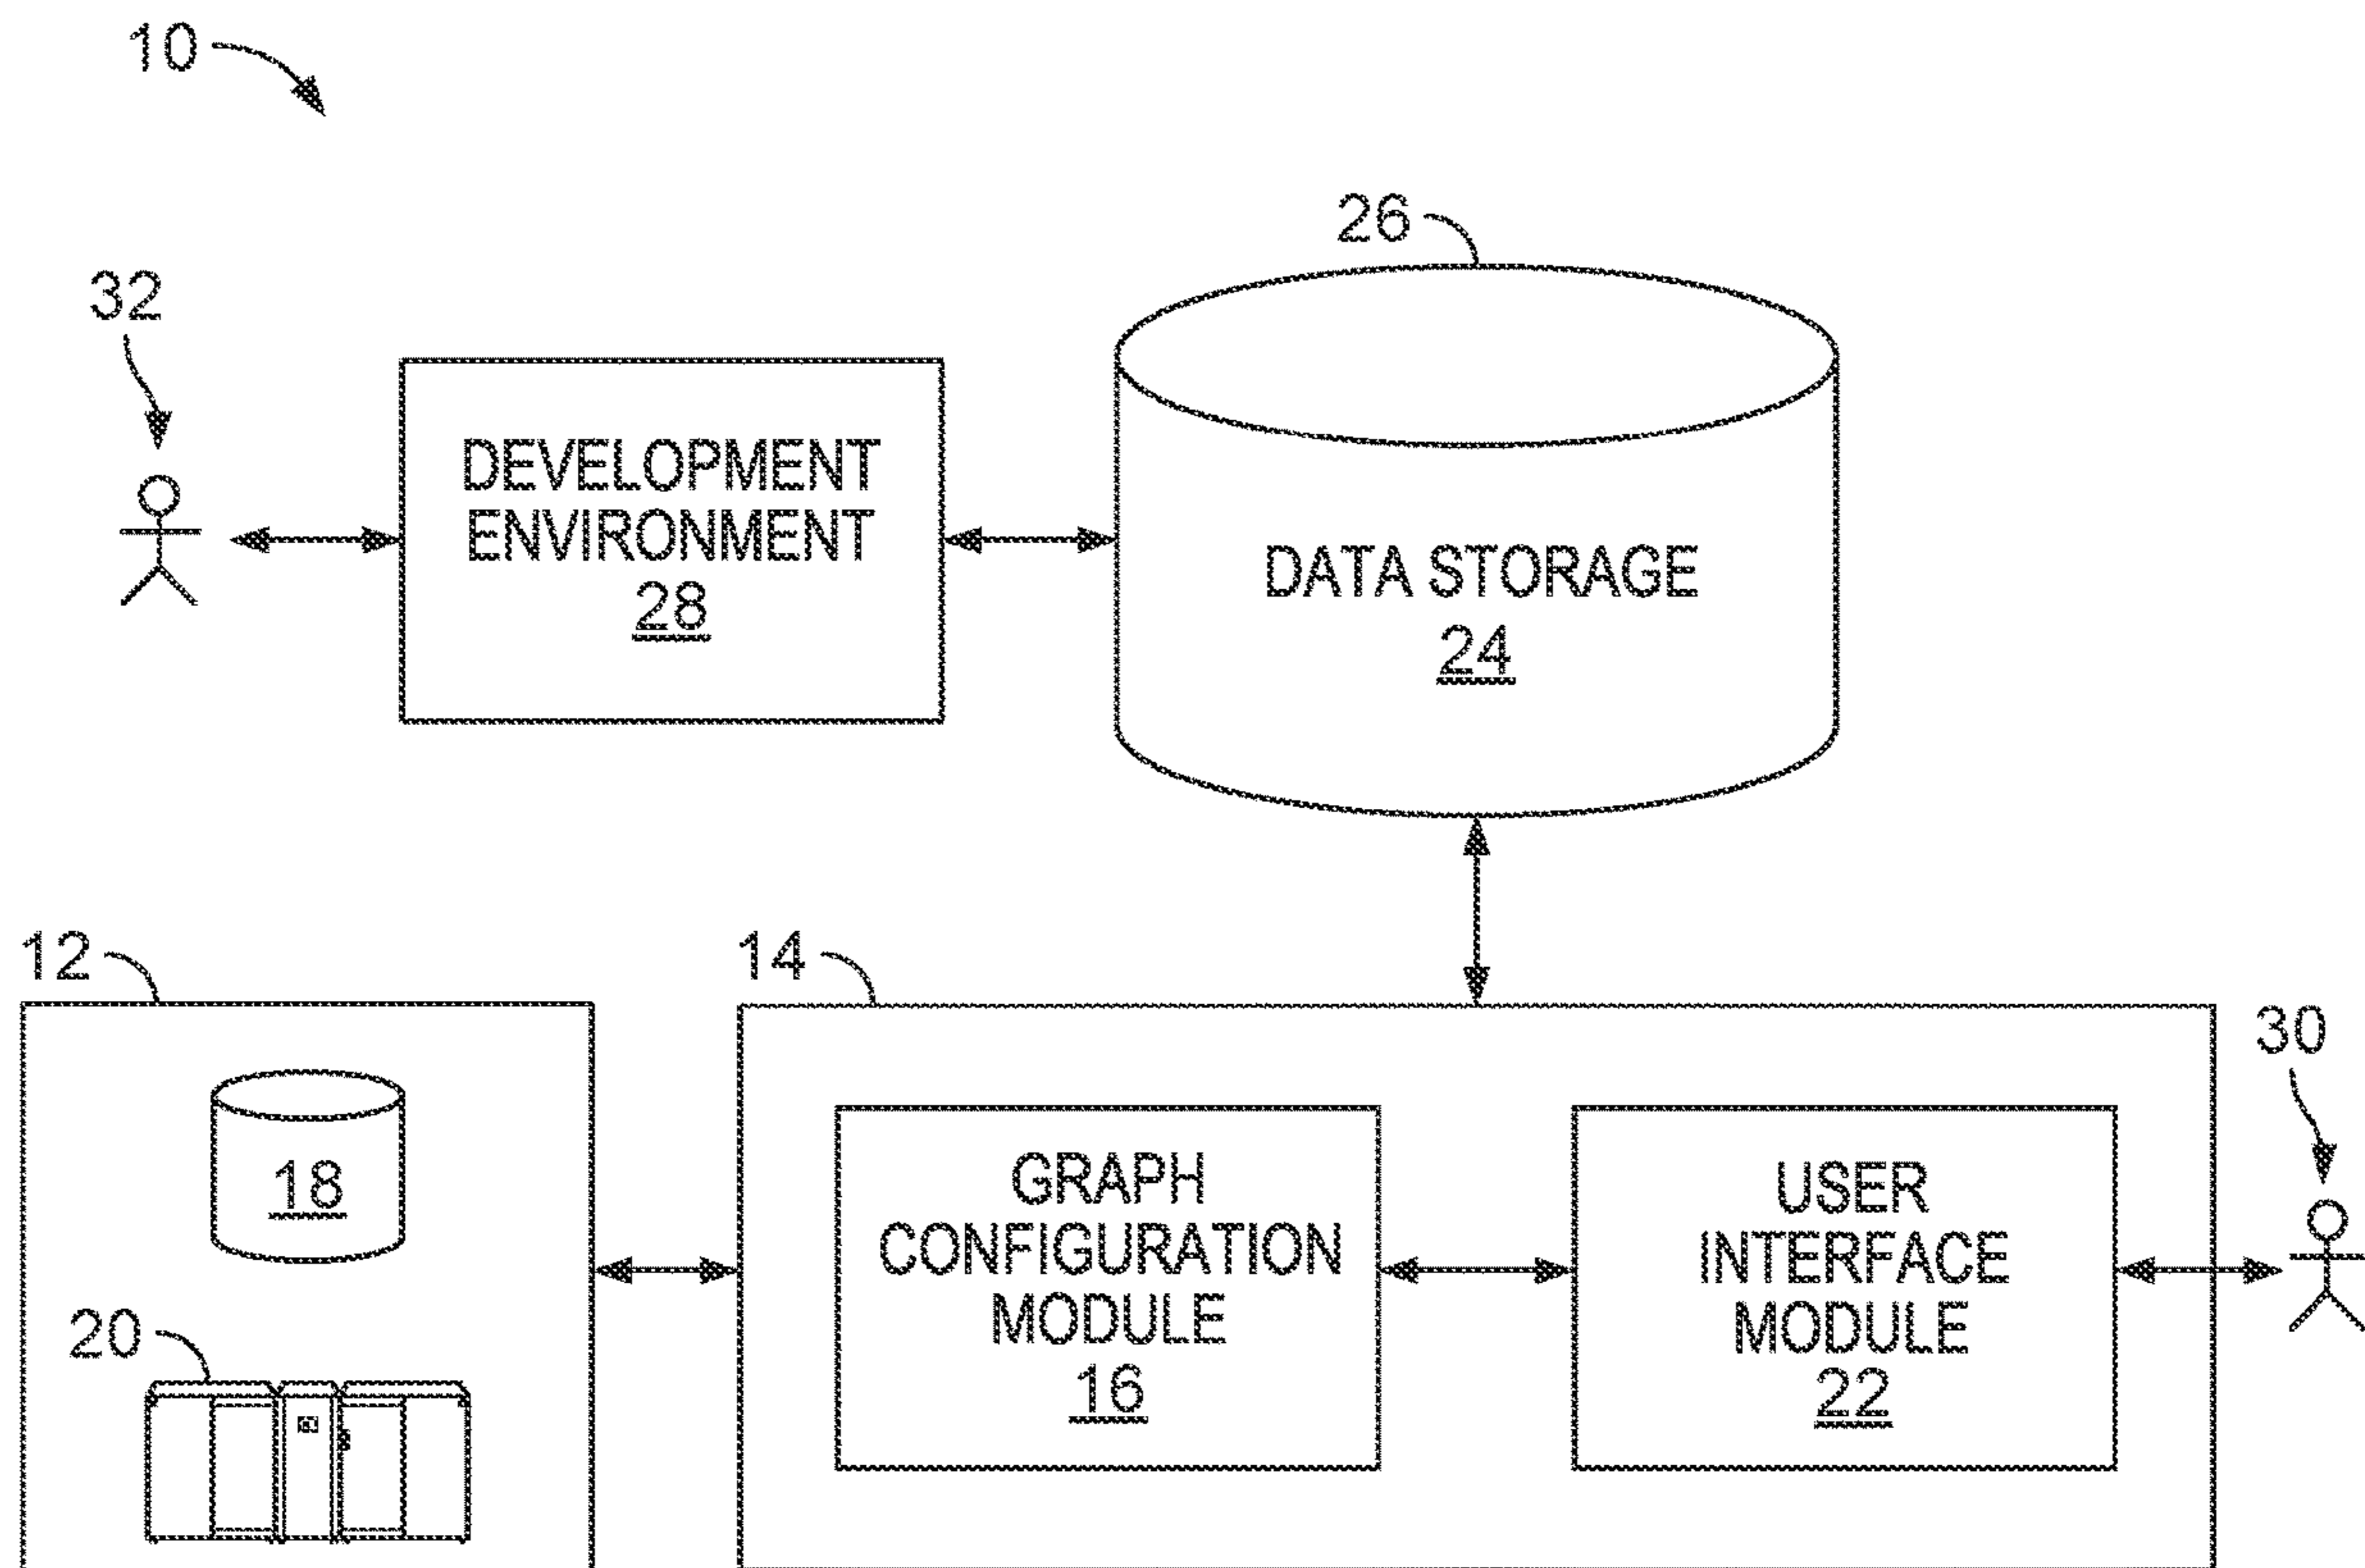 10
26
32
DEVELOPMENT
ENVIRONMENT
28
DATA STORAGE
24
12
14
30
18
20
GRAPH
CONFIGURATION
MODULE
16
USER
INTERFACE
MODULE
22